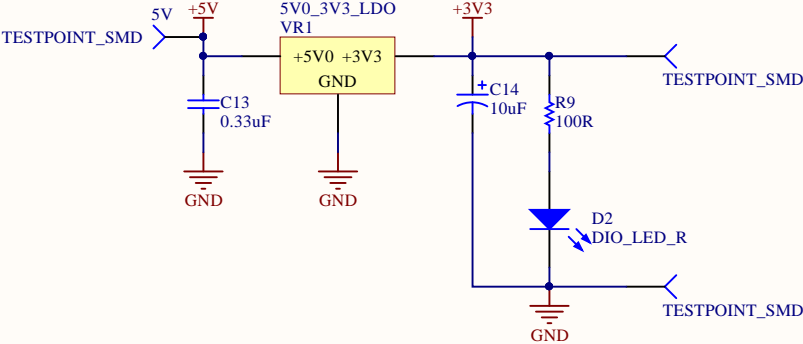 5V
+5V
5V0_3V3_LDO
+3V3
TESTPOINT_SMD
VR1
+5V0 +3V3
GND
TESTPOINT_SMD
C13
0.33uF
+
C14
10uF
R9
100R
GND
GND
D2
DIO_LED_R
TESTPOINT_SMD
GND